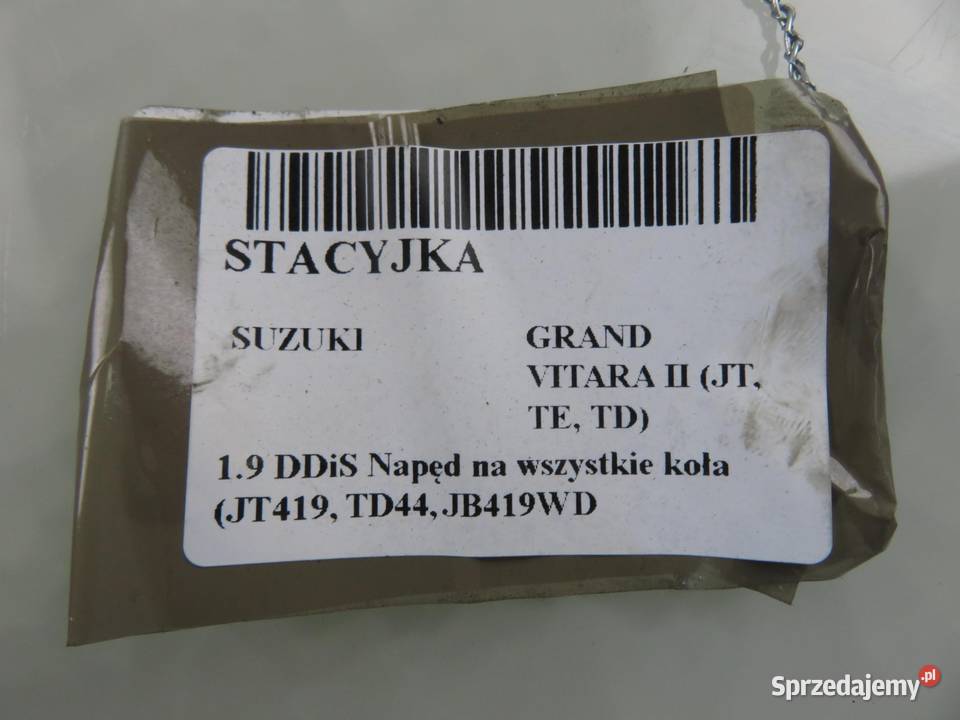 STACYJKA
SUZUKI
GRAND
VITARA II (JT,
TE, TD)
1.9 DDiS Napęd na wszystkie koła
(JT419, TD44, JB419WD
Sprzedajemy.pl